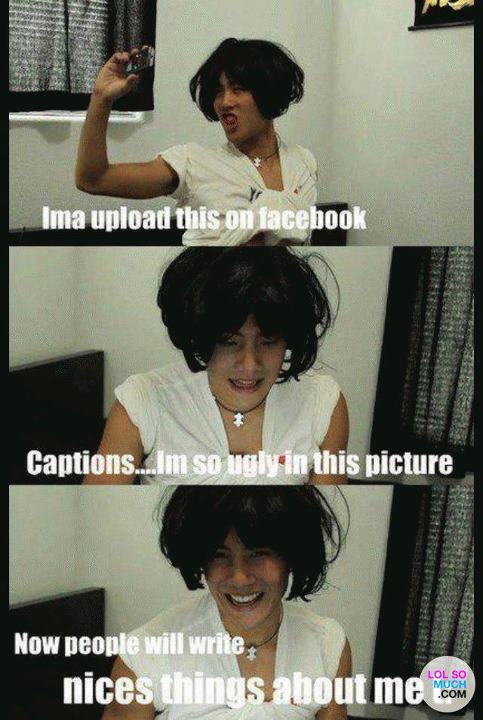 Ima upload this on facebook
Captions....Im so ugly in this picture
Now people will write
nices things about me
LOL SO
MUCH
.COM